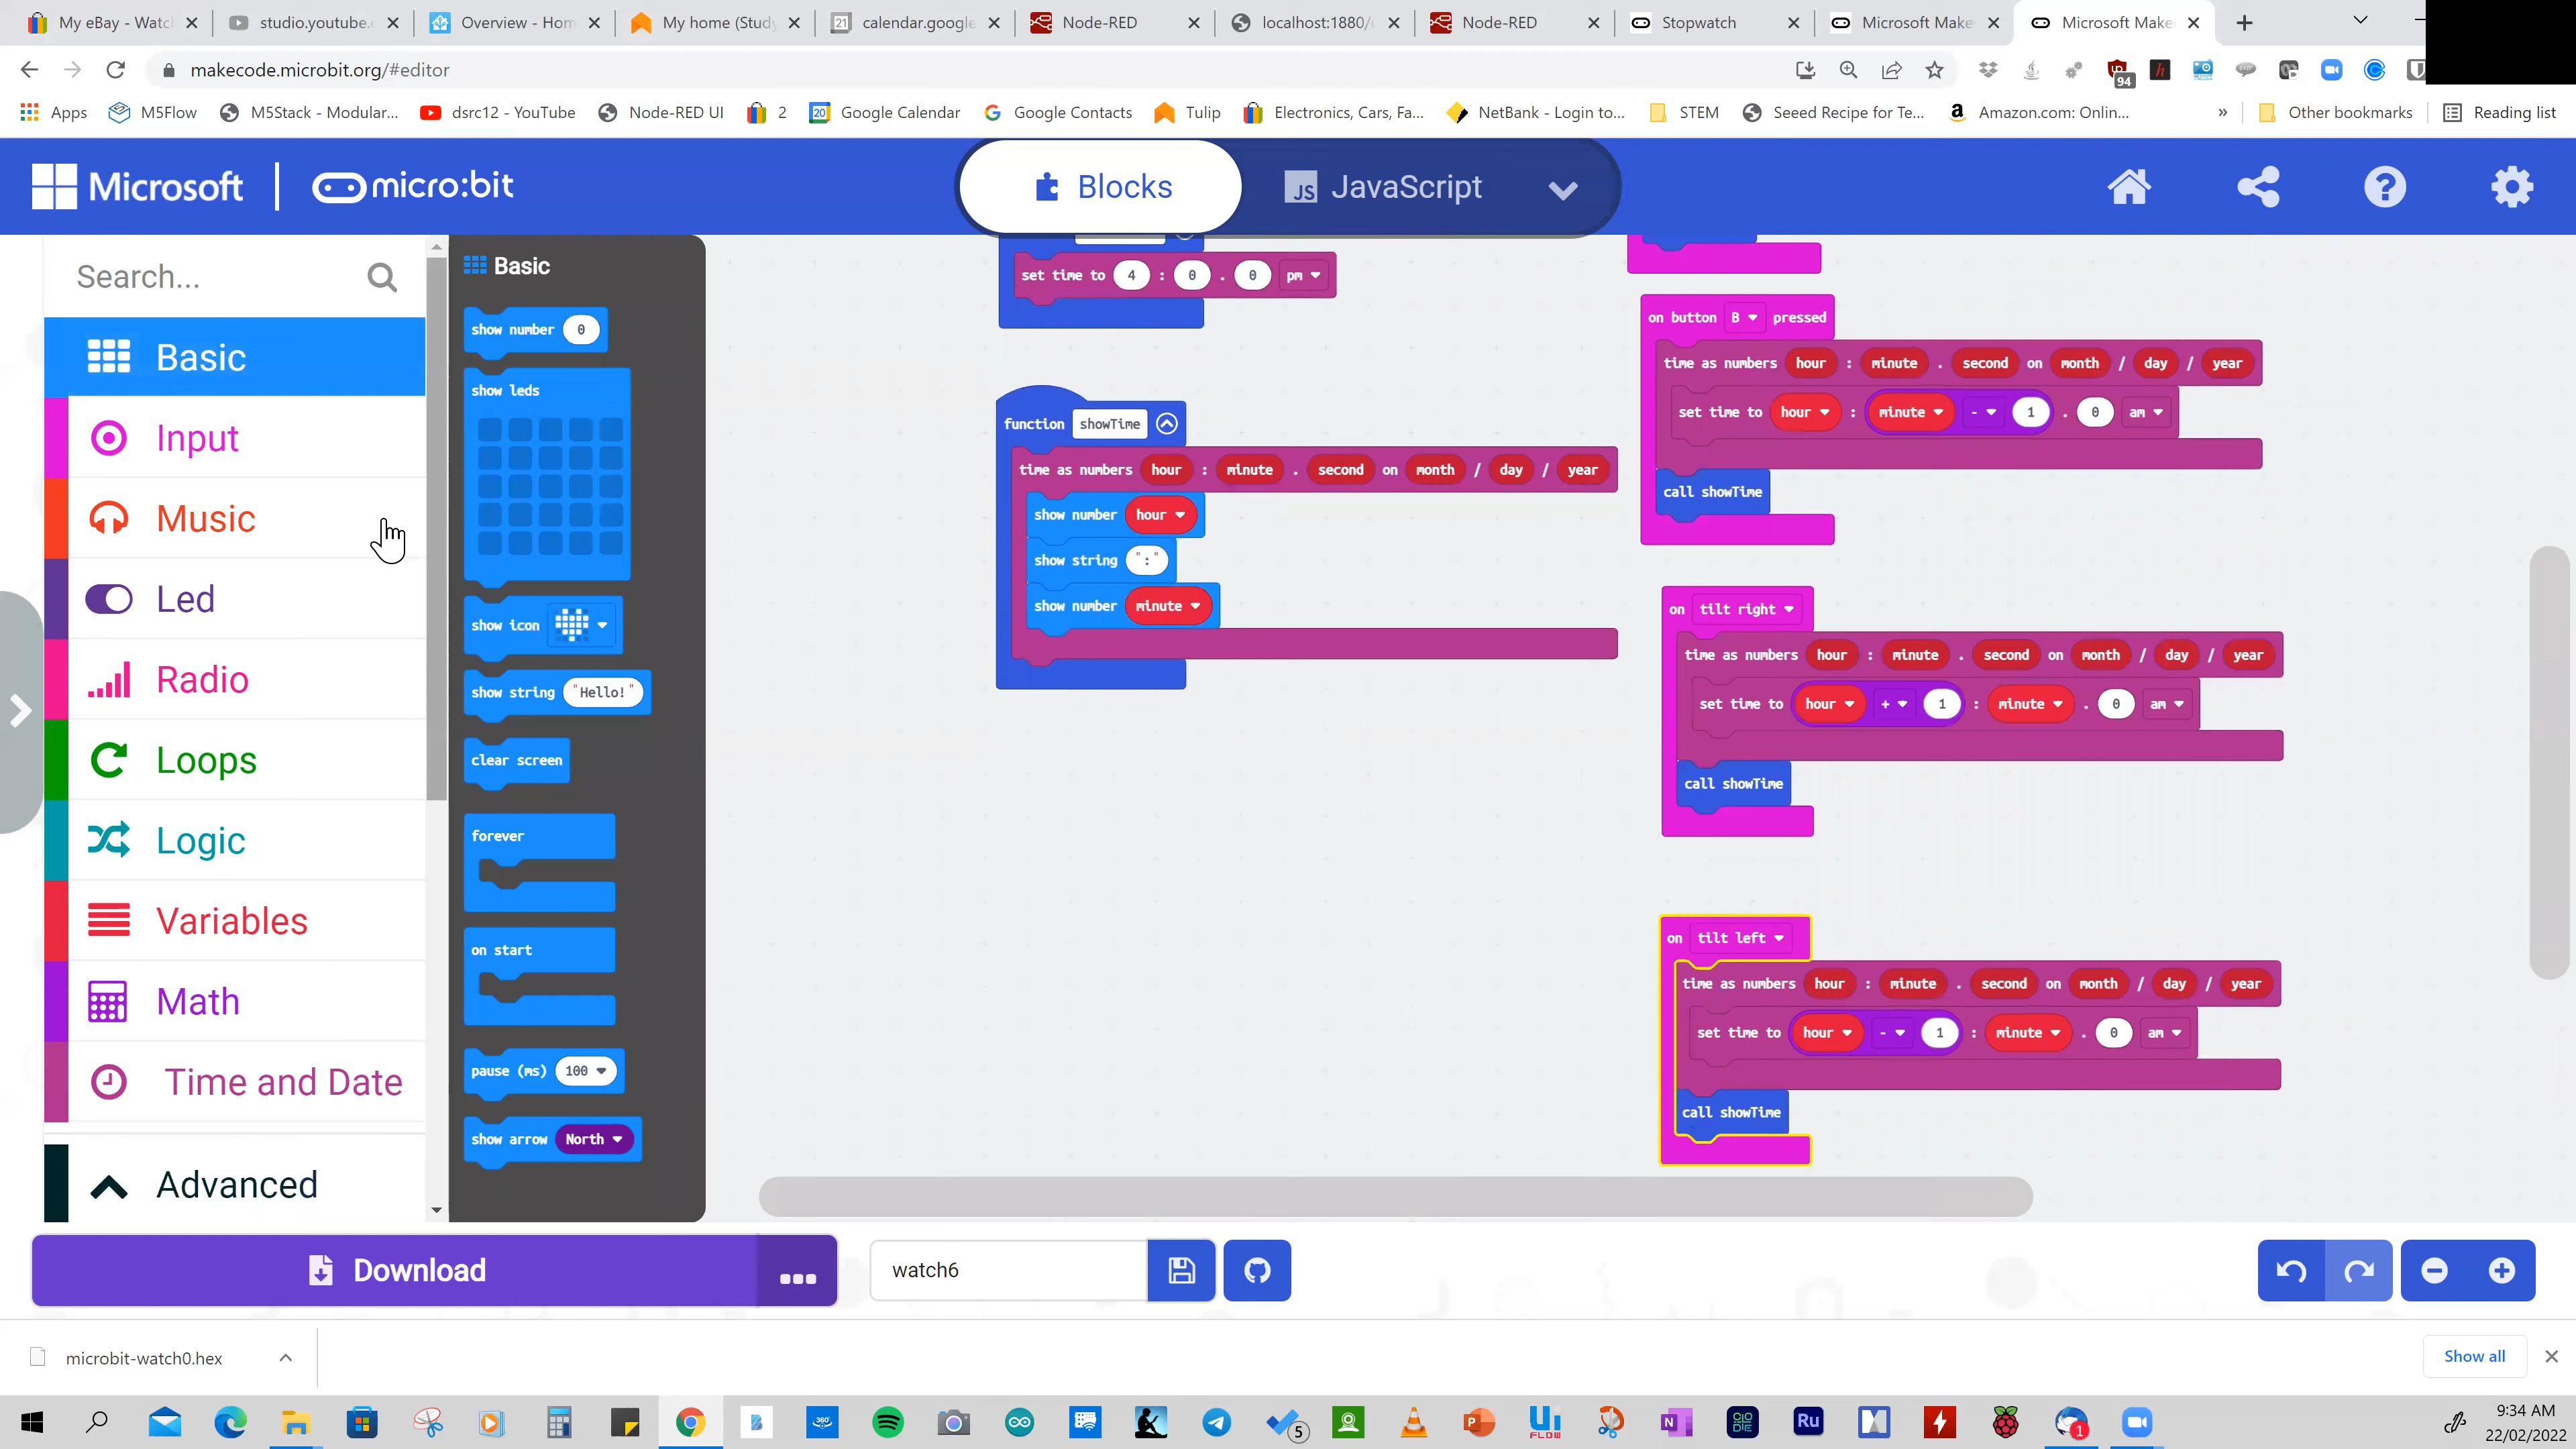 My eBay - Watc
studio.youtube.c
Overview - Hom
My home (Study
calendar.google
Node-RED
localhost:1880/
Node-RED
Stopwatch
Microsoft Make
Microsoft Make
makecode.microbit.org/#editor
94
Apps
M5Flow
M5Stack - Modular...
dsrc12 - YouTube
Node-RED UI
2
Google Calendar
Google Contacts
Tulip
Electronics, Cars, Fa...
NetBank - Login to...
STEM
Seeed Recipe for Te...
Amazon.com: Onlin...
»
Other bookmarks
Reading list
Microsoft | micro:bit
Blocks
JS JavaScript
Search...
Basic
Input
Music
Led
Radio
Loops
Logic
Variables
Math
Time and Date
Advanced
Basic
show number 0
show leds
show icon
show string "Hello!"
clear screen
forever
on start
pause (ms) 100
show arrow North
set time to 4 : 0 . 0 pm
function showTime
time as numbers hour : minute . second on month / day / year
show number hour
show string ":"
show number minute
on button B pressed
time as numbers hour : minute . second on month / day / year
set time to hour : minute - 1 . 0 am
call showTime
on tilt right
time as numbers hour : minute . second on month / day / year
set time to hour + 1 : minute . 0 am
call showTime
on tilt left
time as numbers hour : minute . second on month / day / year
set time to hour - 1 : minute . 0 am
call showTime
Download
...
watch6
microbit-watch0.hex
Show all
9:34 AM
22/02/2022